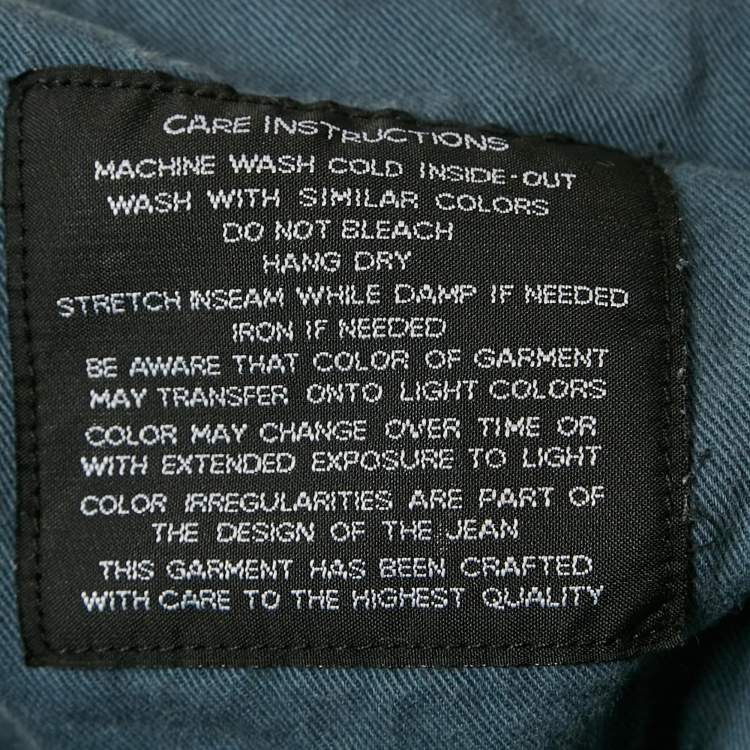 CARE INSTRUCTIONS
MACHINE WASH COLD INSIDE-OUT
WASH WITH SIMILAR COLORS
DO NOT BLEACH
HANG DRY
STRETCH INSEAM WHILE DAMP IF NEEDED
IRON IF NEEDED
BE AWARE THAT COLOR OF GARMENT
MAY TRANSFER ONTO LIGHT COLORS
COLOR MAY CHANGE OVER TIME OR
WITH EXTENDED EXPOSURE TO LIGHT
COLOR IRREGULARITIES ARE PART OF
THE DESIGN OF THE JEAN
THIS GARMENT HAS BEEN CRAFTED
WITH CARE TO THE HIGHEST QUALITY